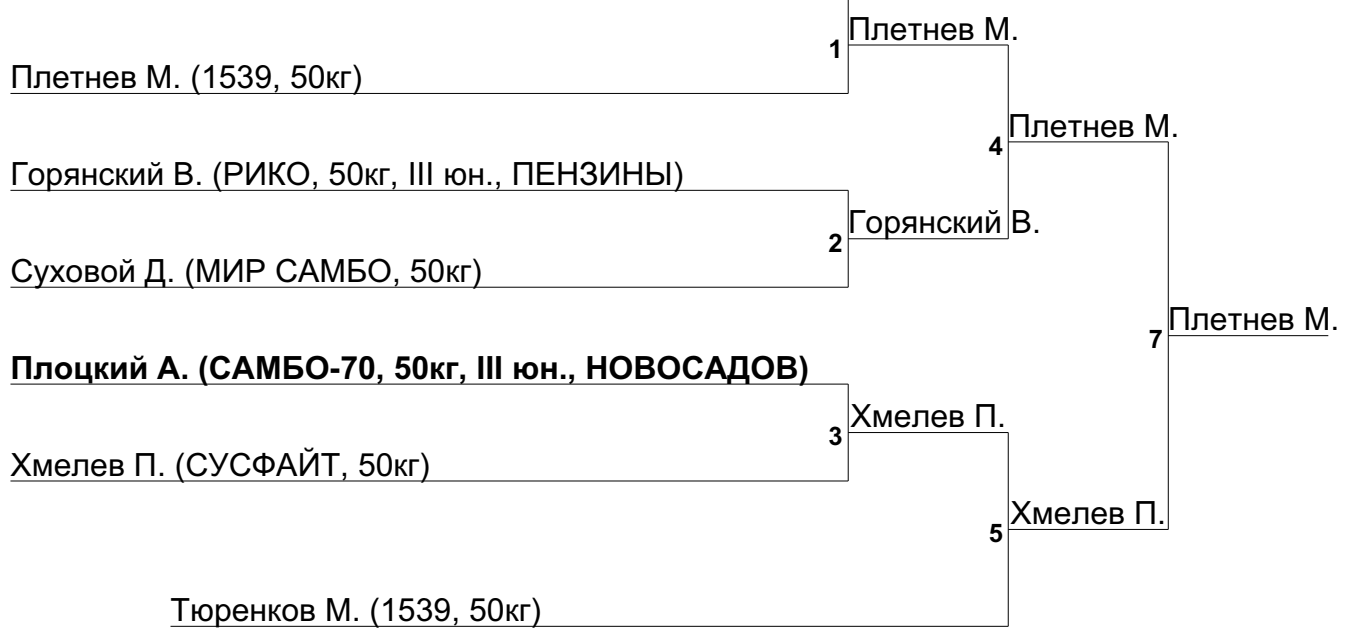 Плетнев М.
1
Плетнев М. (1539, 50кг)
Плетнев М.
4
Горянский В. (РИКО, 50кг, III юн., ПЕНЗИНЫ)
Горянский В.
2
Суховой Д. (МИР САМБО, 50кг)
Плетнев М.
7
Плоцкий А. (САМБО-70, 50кг, III юн., НОВОСАДОВ)
Хмелев П.
3
Хмелев П. (СУСФАЙТ, 50кг)
Хмелев П.
5
Тюренков М. (1539, 50кг)